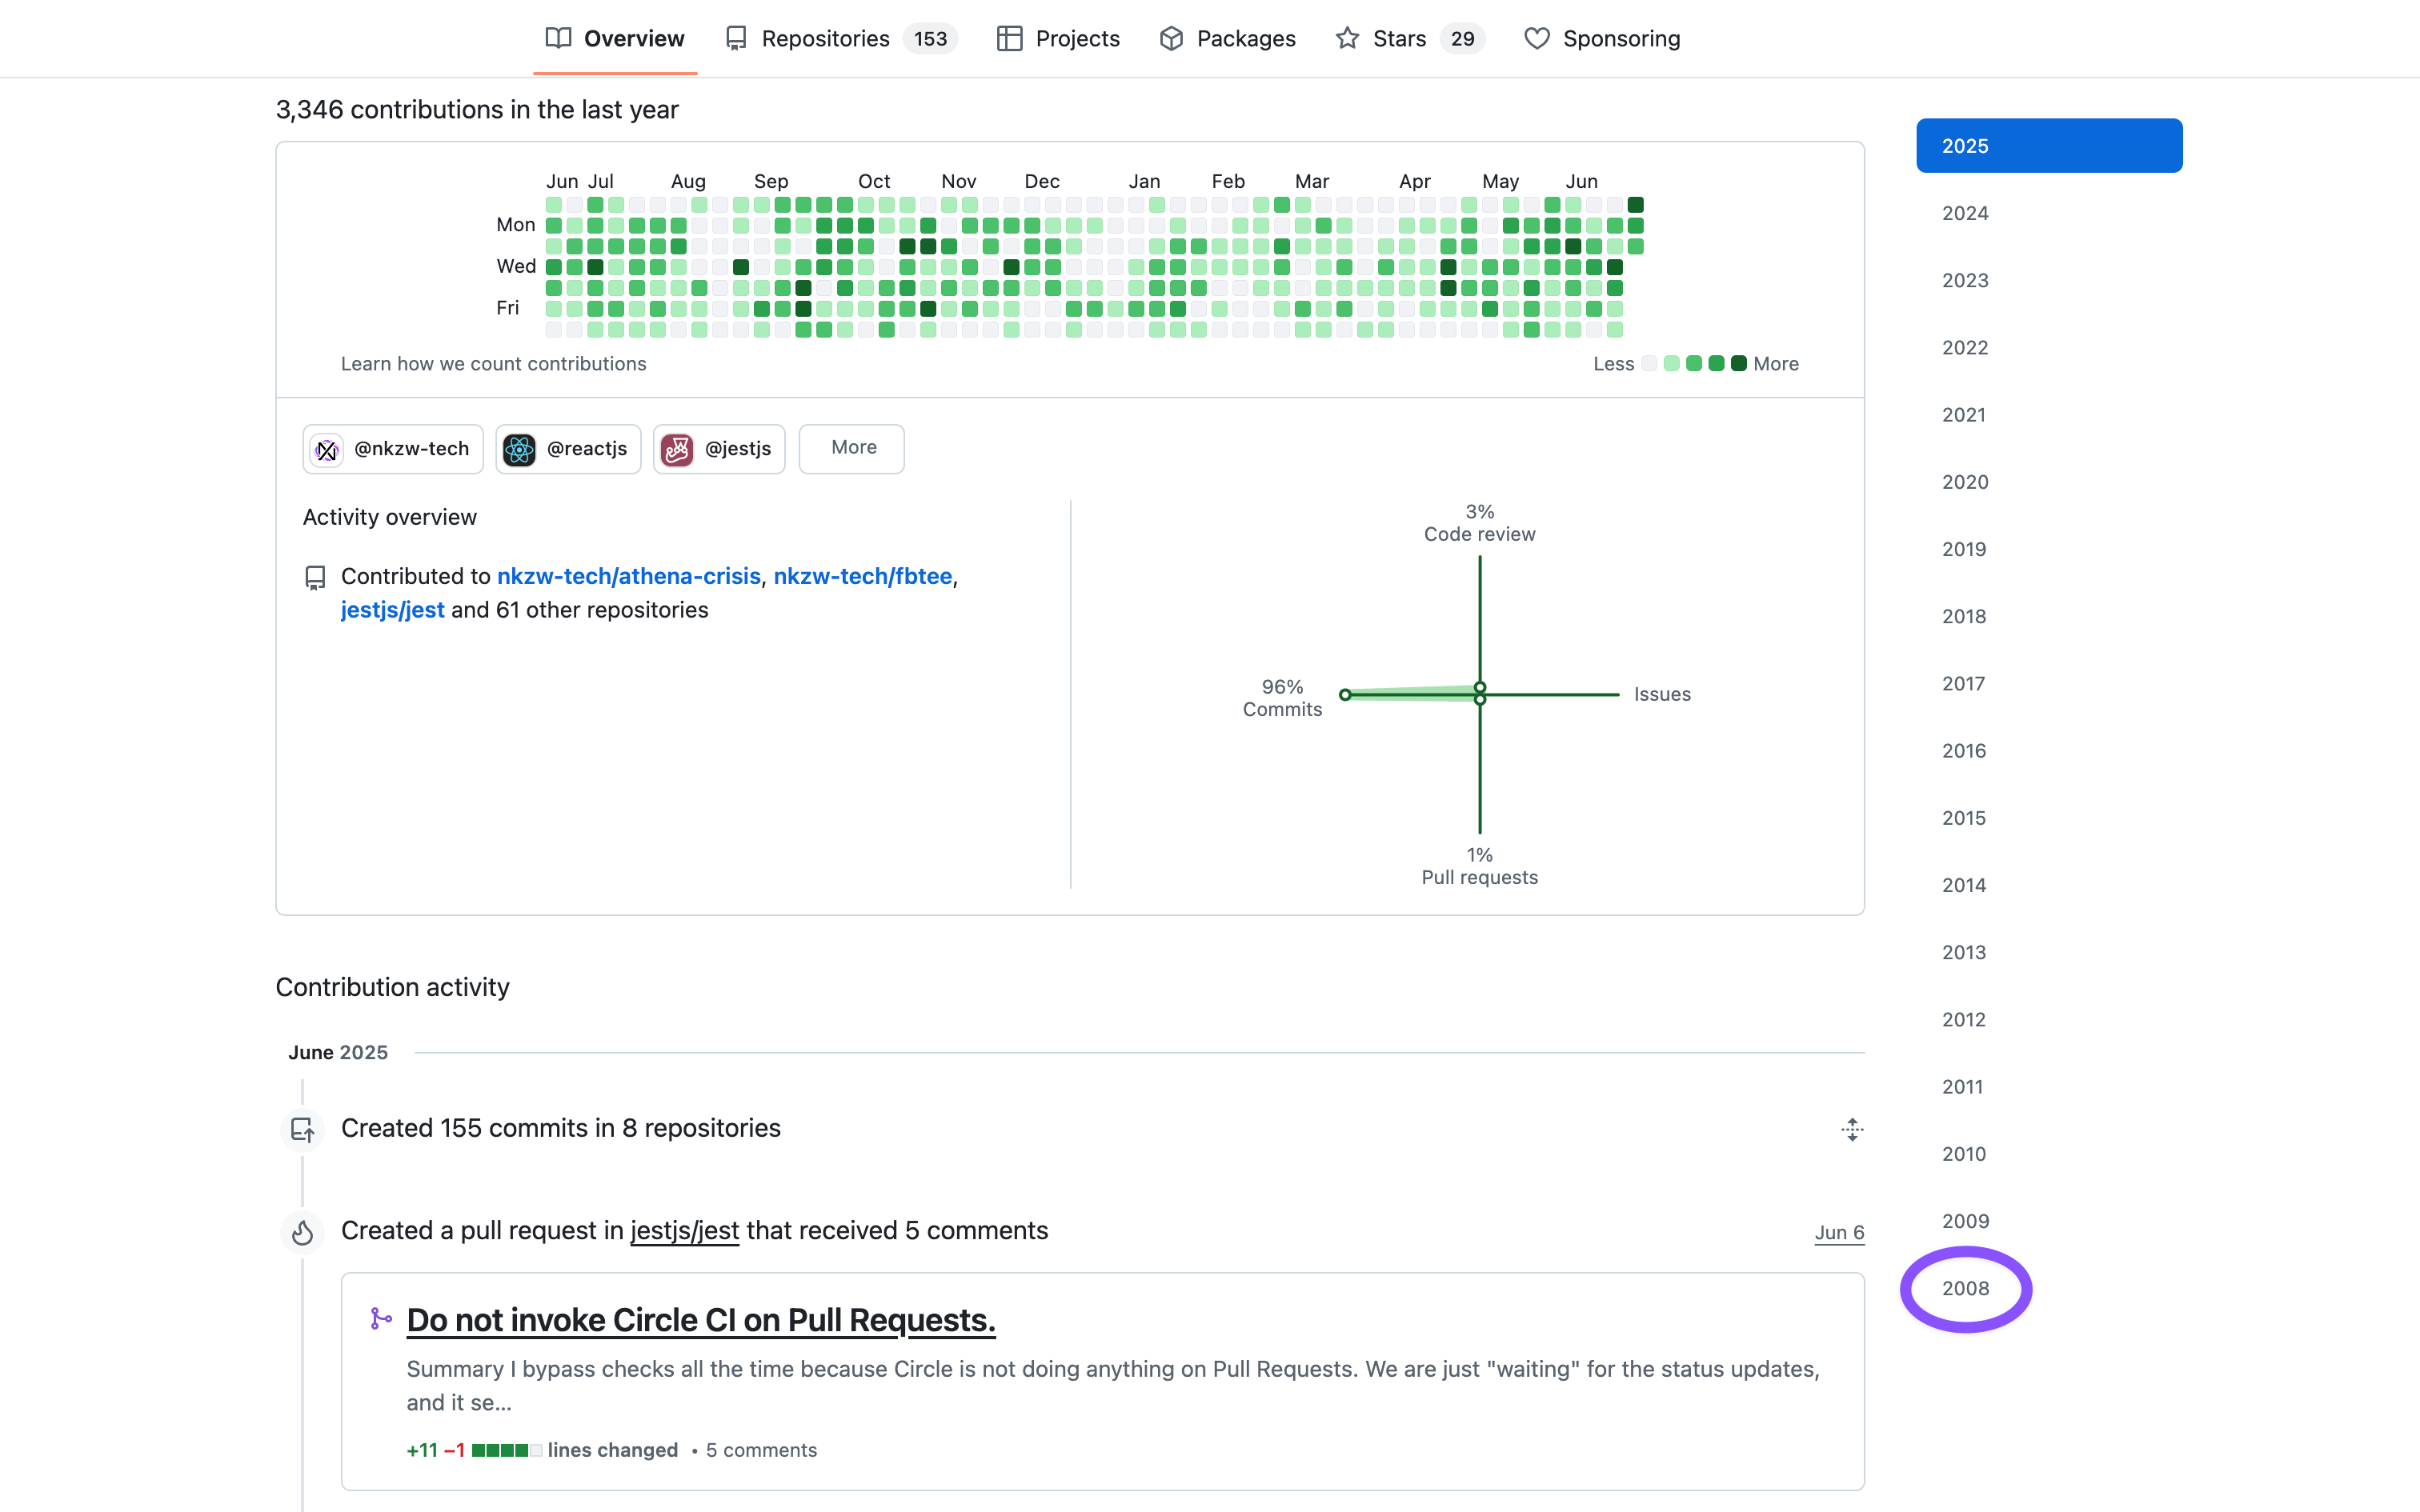 Overview
Repositories 153
Projects
Packages
Stars 29
Sponsoring
3,346 contributions in the last year
Jun Jul Aug Sep Oct Nov Dec Jan Feb Mar Apr May Jun
Mon
Wed
Fri
Learn how we count contributions
Less More
@nkzw-tech
@reactjs
@jestjs
More
Activity overview
Contributed to nkzw-tech/athena-crisis, nkzw-tech/fbtee,
jestjs/jest and 61 other repositories
3%
Code review
96%
Commits
Issues
1%
Pull requests
Contribution activity
June 2025
Created 155 commits in 8 repositories
Created a pull request in jestjs/jest that received 5 comments
Jun 6
Do not invoke Circle CI on Pull Requests.
Summary I bypass checks all the time because Circle is not doing anything on Pull Requests. We are just "waiting" for the status updates,
and it se...
+11 −1 lines changed • 5 comments
2025
2024
2023
2022
2021
2020
2019
2018
2017
2016
2015
2014
2013
2012
2011
2010
2009
2008